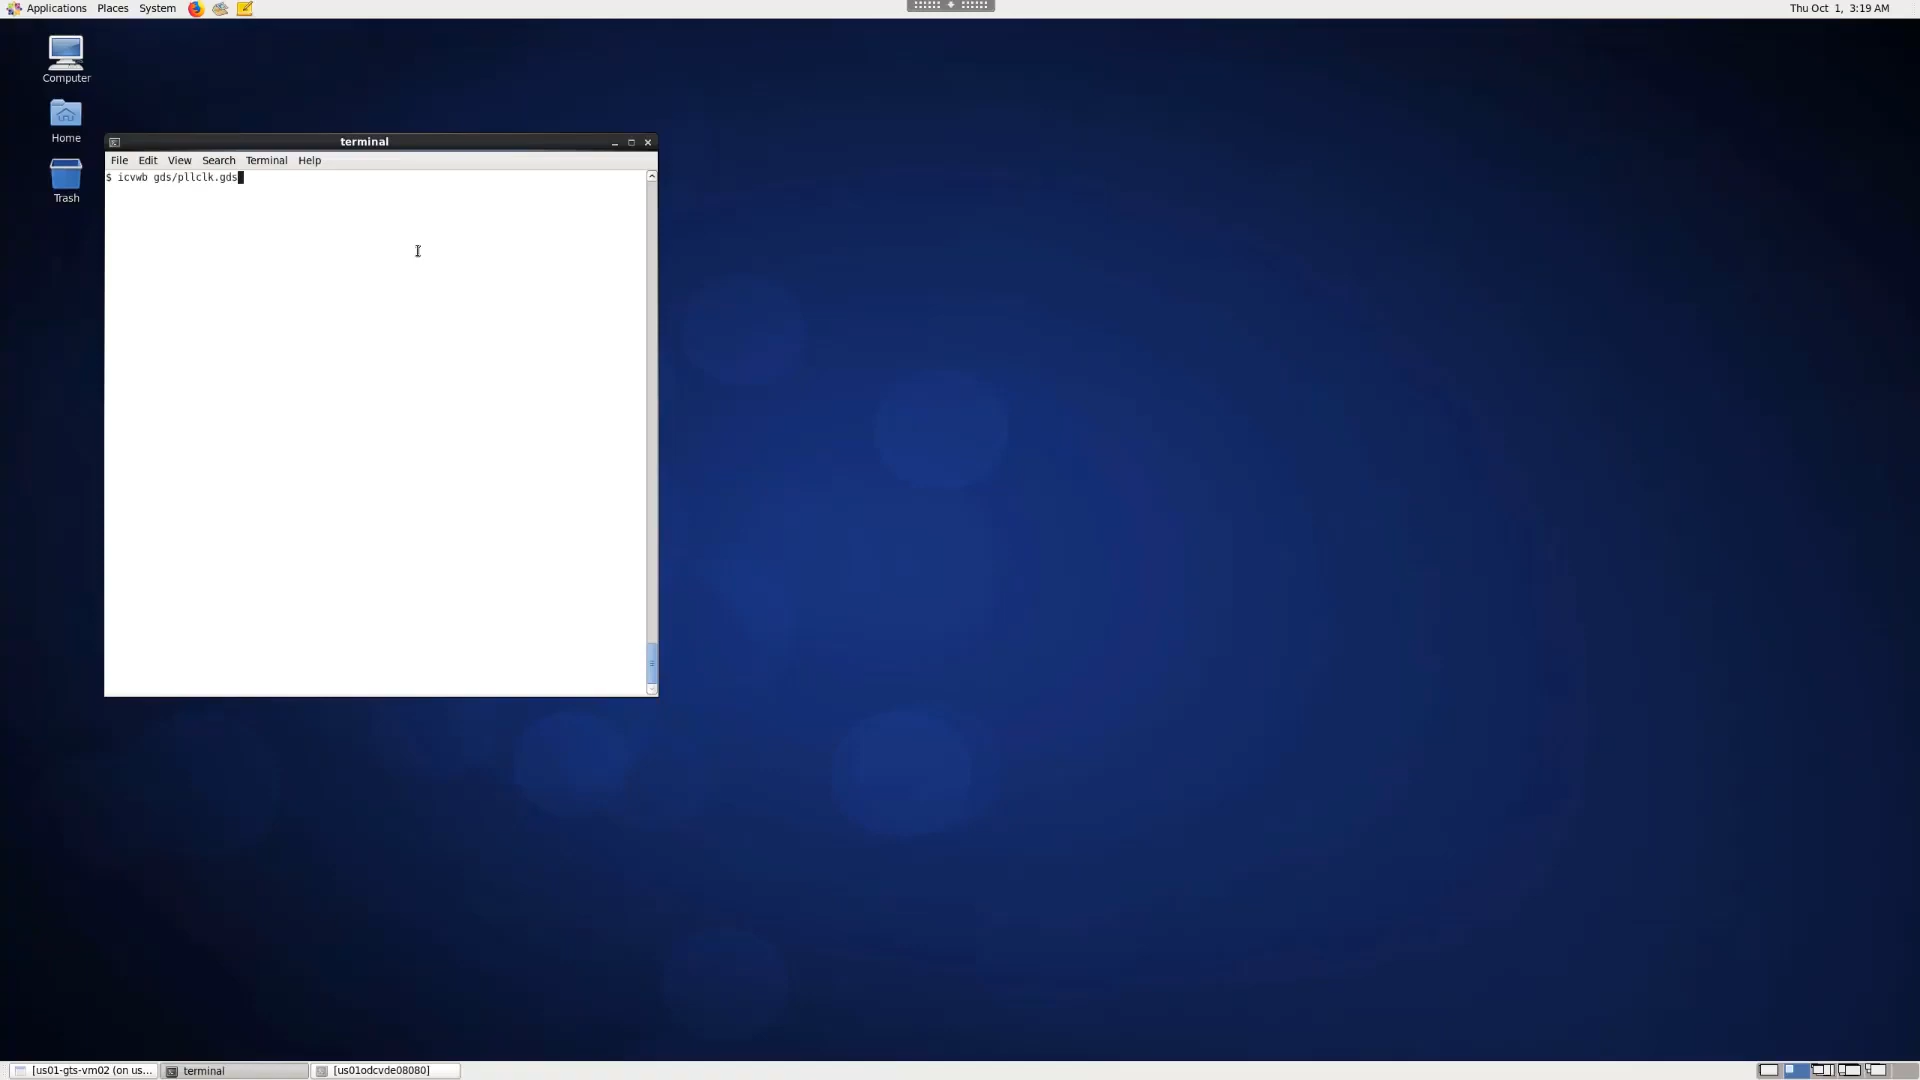 Applications Places System
Thu Oct 1, 3:19 AM
Computer
Home
Trash
terminal
File Edit View Search Terminal Help
$ icvwb gds/pllclk.gds
[us01-gts-vm02 (on us... terminal [us01odcvde08080]